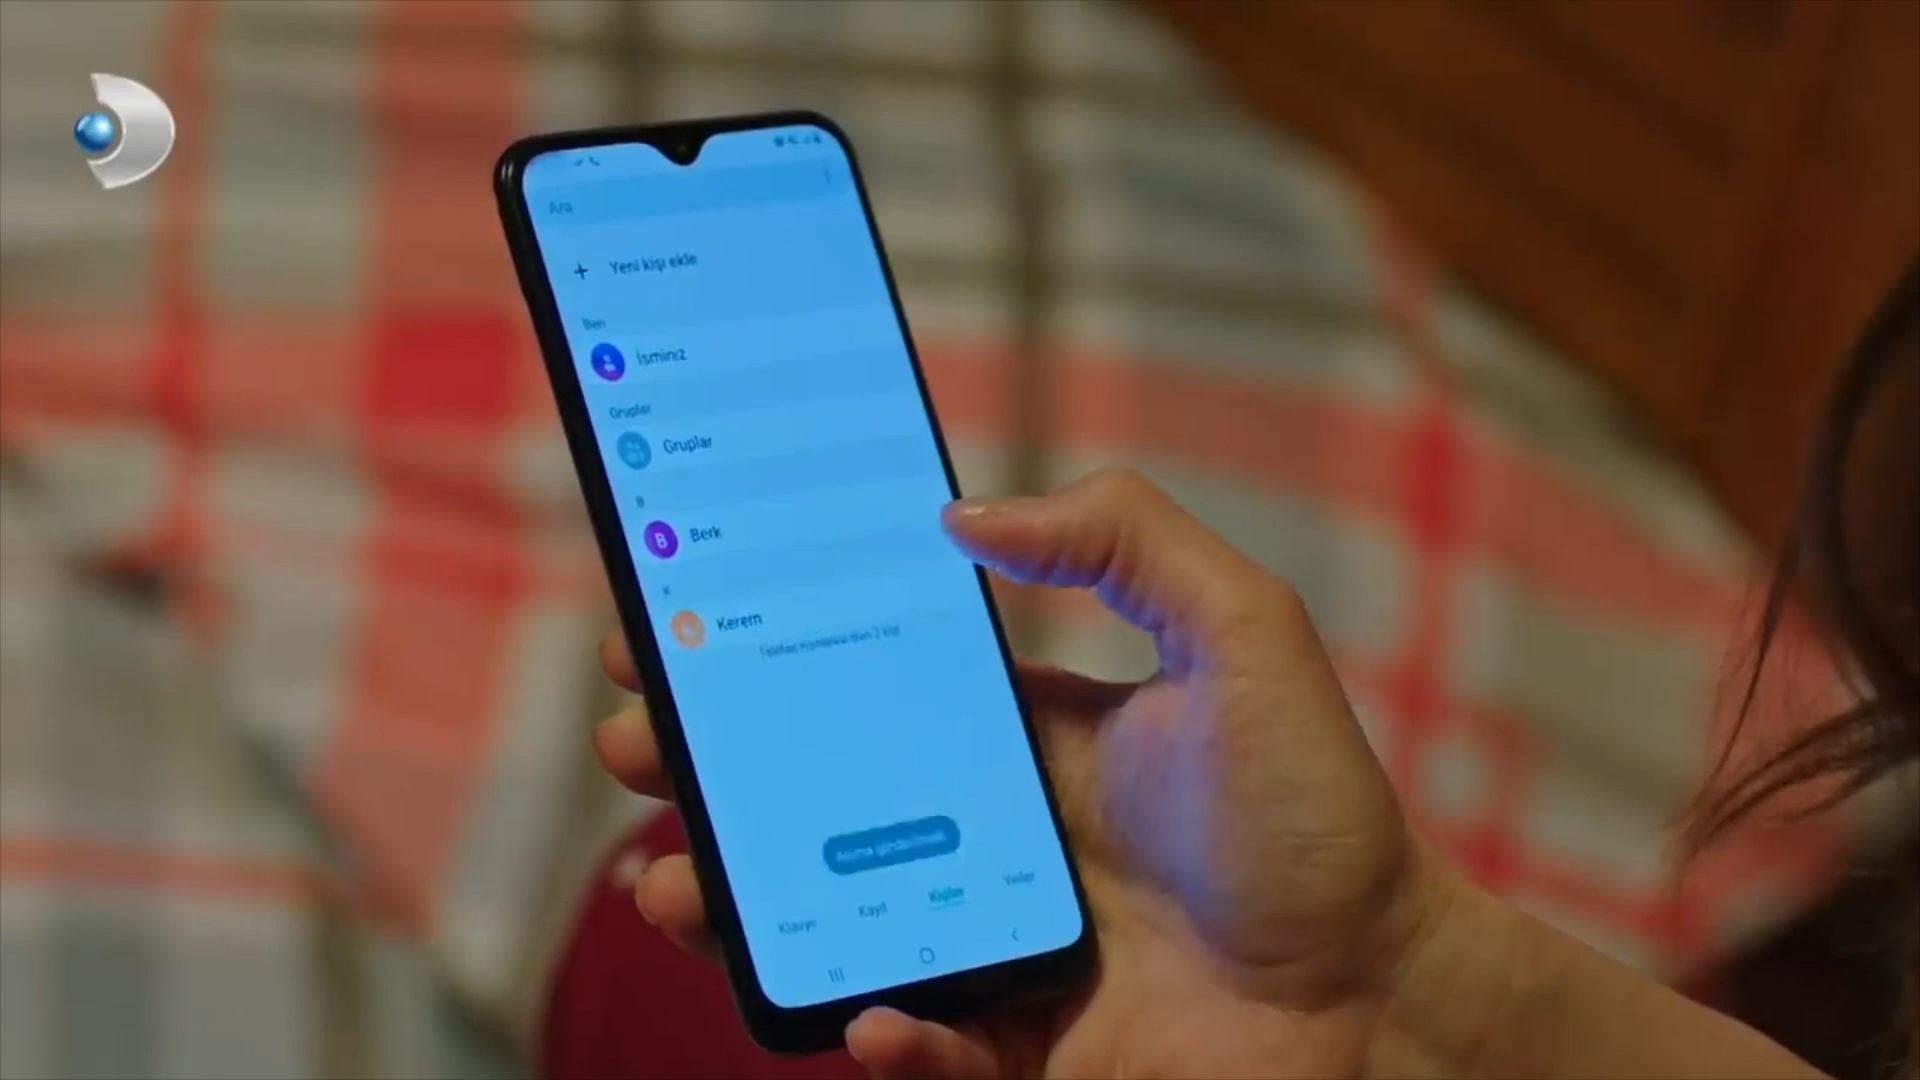 Ara
+ Yeni kişi ekle
Ben
İsminiz
Gruplar
Gruplar
B
B Berk
K
Kerem
Klavye Kayıt Kişiler Yerler